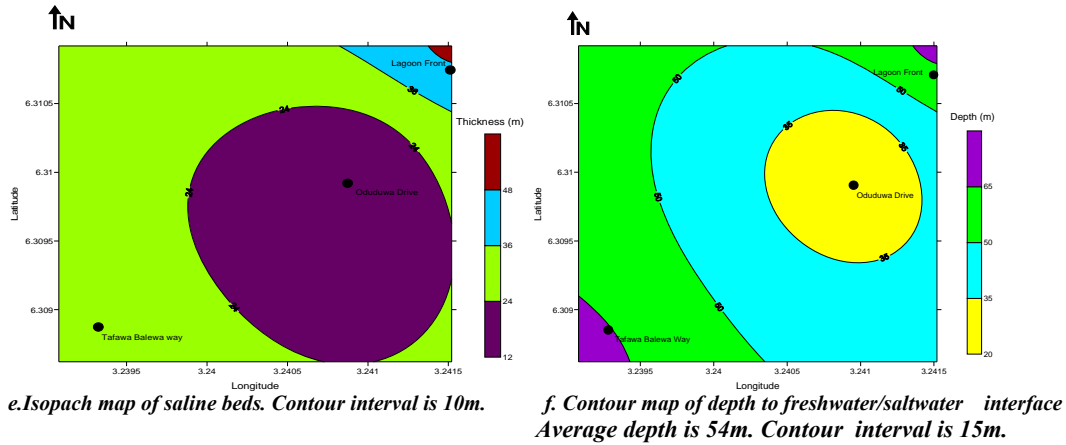 N
Lagoon Front
36
24
24
24
24
Oduduwa Drive
Tafawa Balewa way
6.3105
6.31
6.3095
6.309
Latitude
3.2395
3.24
3.2405
3.241
3.2415
Longitude
Thickness (m)
48
36
24
12
e.Isopach map of saline beds. Contour interval is 10m.
N
Lagoon Front
50
50
50
50
35
35
35
Oduduwa Drive
Tafawa Balewa Way
6.3105
6.31
6.3095
6.309
Latitude
3.2395
3.24
3.2405
3.241
3.2415
Longitude
Depth (m)
65
50
35
20
f. Contour map of depth to freshwater/saltwater interface
Average depth is 54m. Contour interval is 15m.